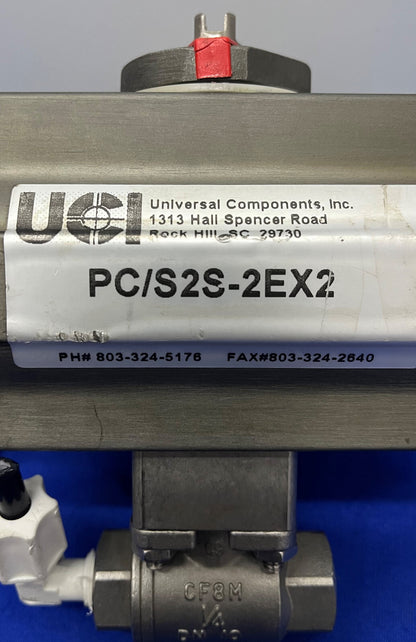 UCI
Universal Components, Inc.
1313 Hall Spencer Road
Rock Hill, SC 29730
PC/S2S-2EX2
PH# 803-324-5176 FAX#803-324-2640
CF8M
1/4
PN